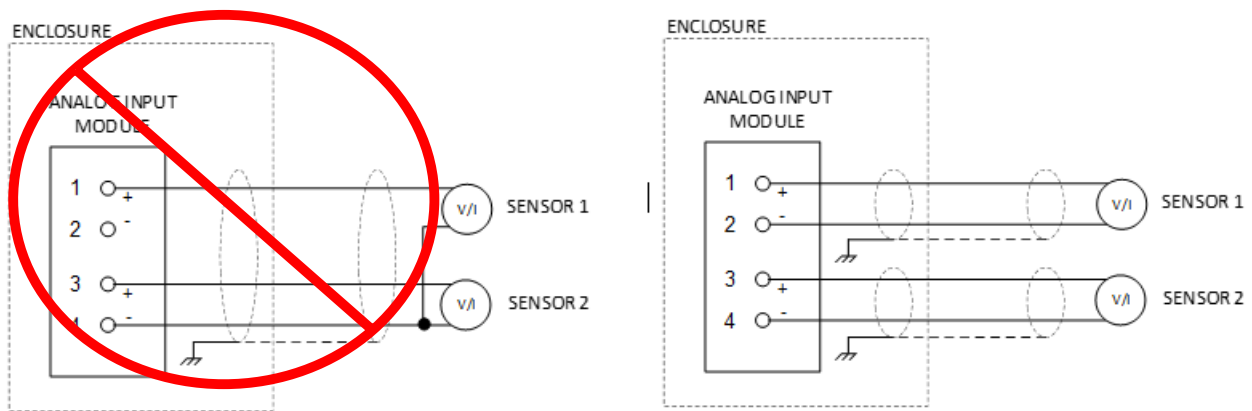 ENCLOSURE
ANALOG INPUT
MODULE
1 +
2 -
3 +
4 -
V/I SENSOR 1
V/I SENSOR 2
ENCLOSURE
ANALOG INPUT
MODULE
1 +
2 -
3 +
4 -
V/I SENSOR 1
V/I SENSOR 2